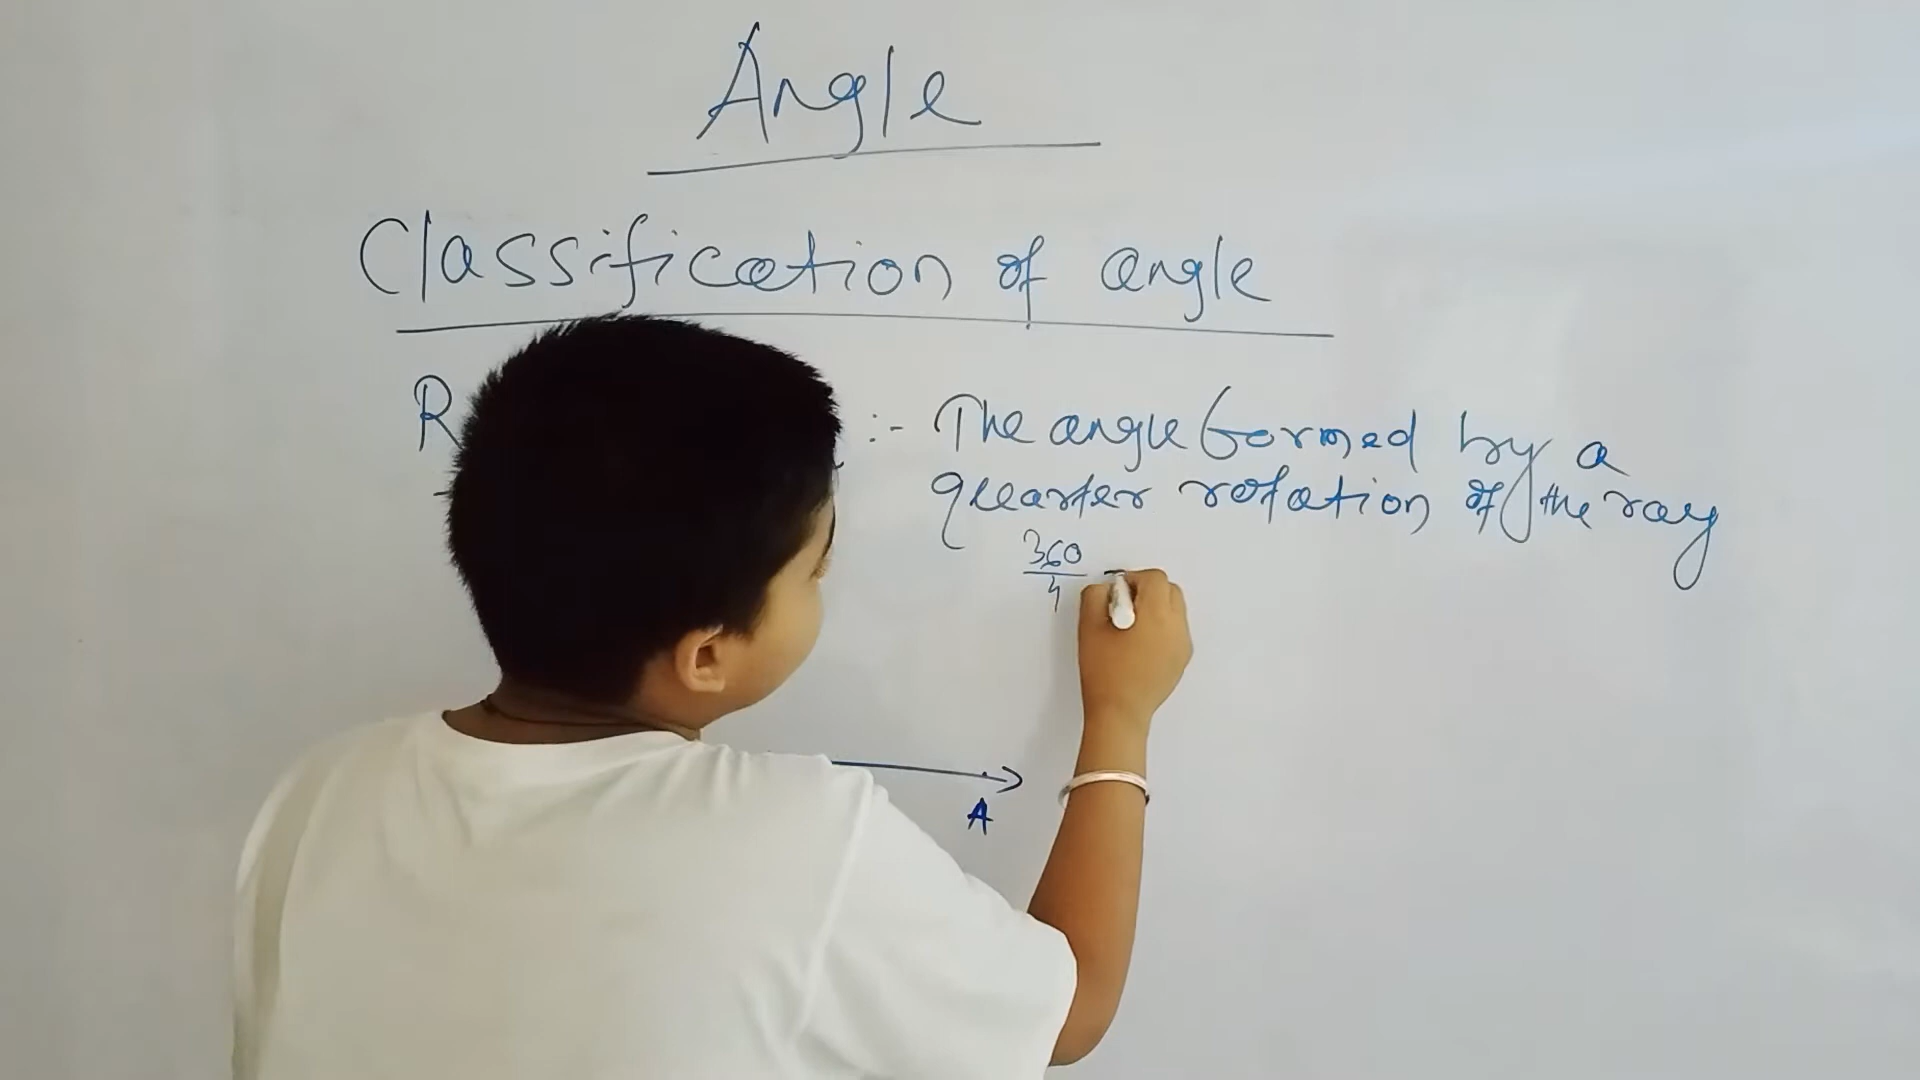 Angle
Classification of angle
R :- The angle formed by a
quarter rotation of the ray
360
4
A